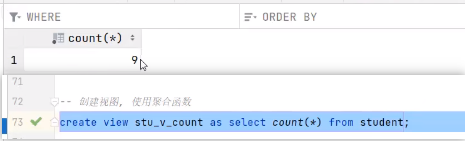 WHERE ORDER BY
count(*)
1 9
71
72 -- 创建视图, 使用聚合函数
73 create view stu_v_count as select count(*) from student;